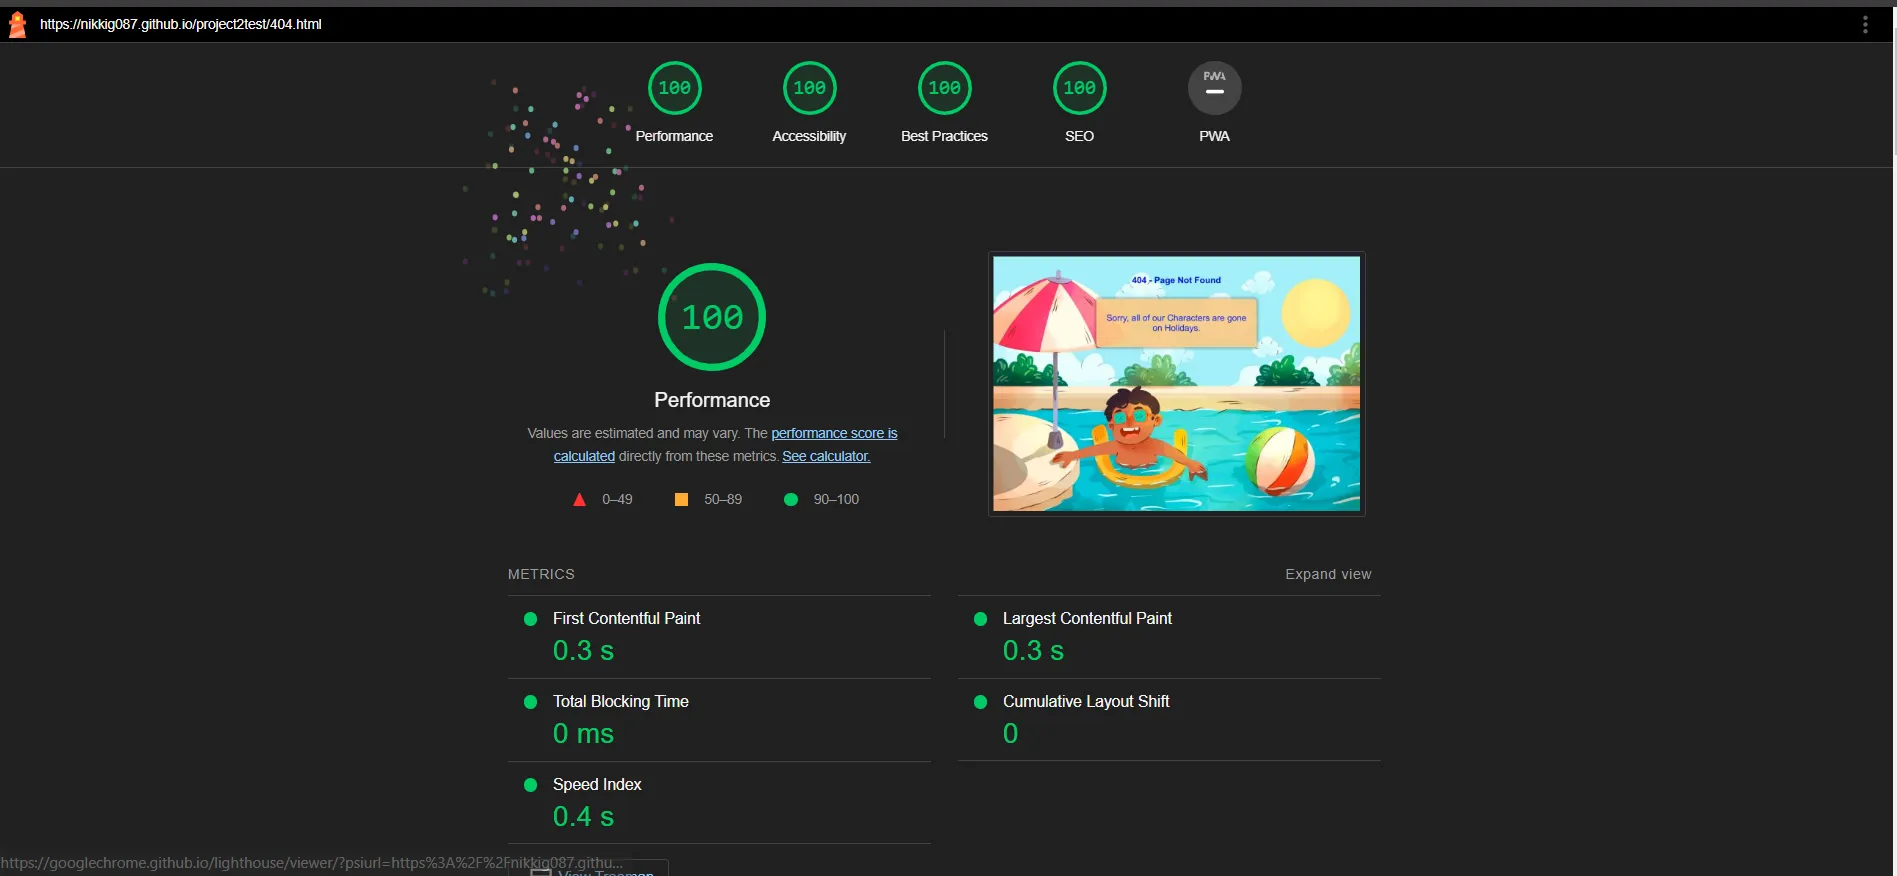 https://nikkig087.github.io/project2test/404.html
100
100
100
100
PWA
Performance
Accessibility
Best Practices
SEO
PWA
100
Performance
Values are estimated and may vary. The performance score is
calculated directly from these metrics. See calculator.
0–49
50–89
90–100
404 - Page Not Found
Sorry, all of our Characters are gone
on Holidays.
METRICS
Expand view
First Contentful Paint
0.3 s
Largest Contentful Paint
0.3 s
Total Blocking Time
0 ms
Cumulative Layout Shift
0
Speed Index
0.4 s
https://googlechrome.github.io/lighthouse/viewer/?psiurl=https%3A%2F%2Fnikkig087.githu...
View Treemap